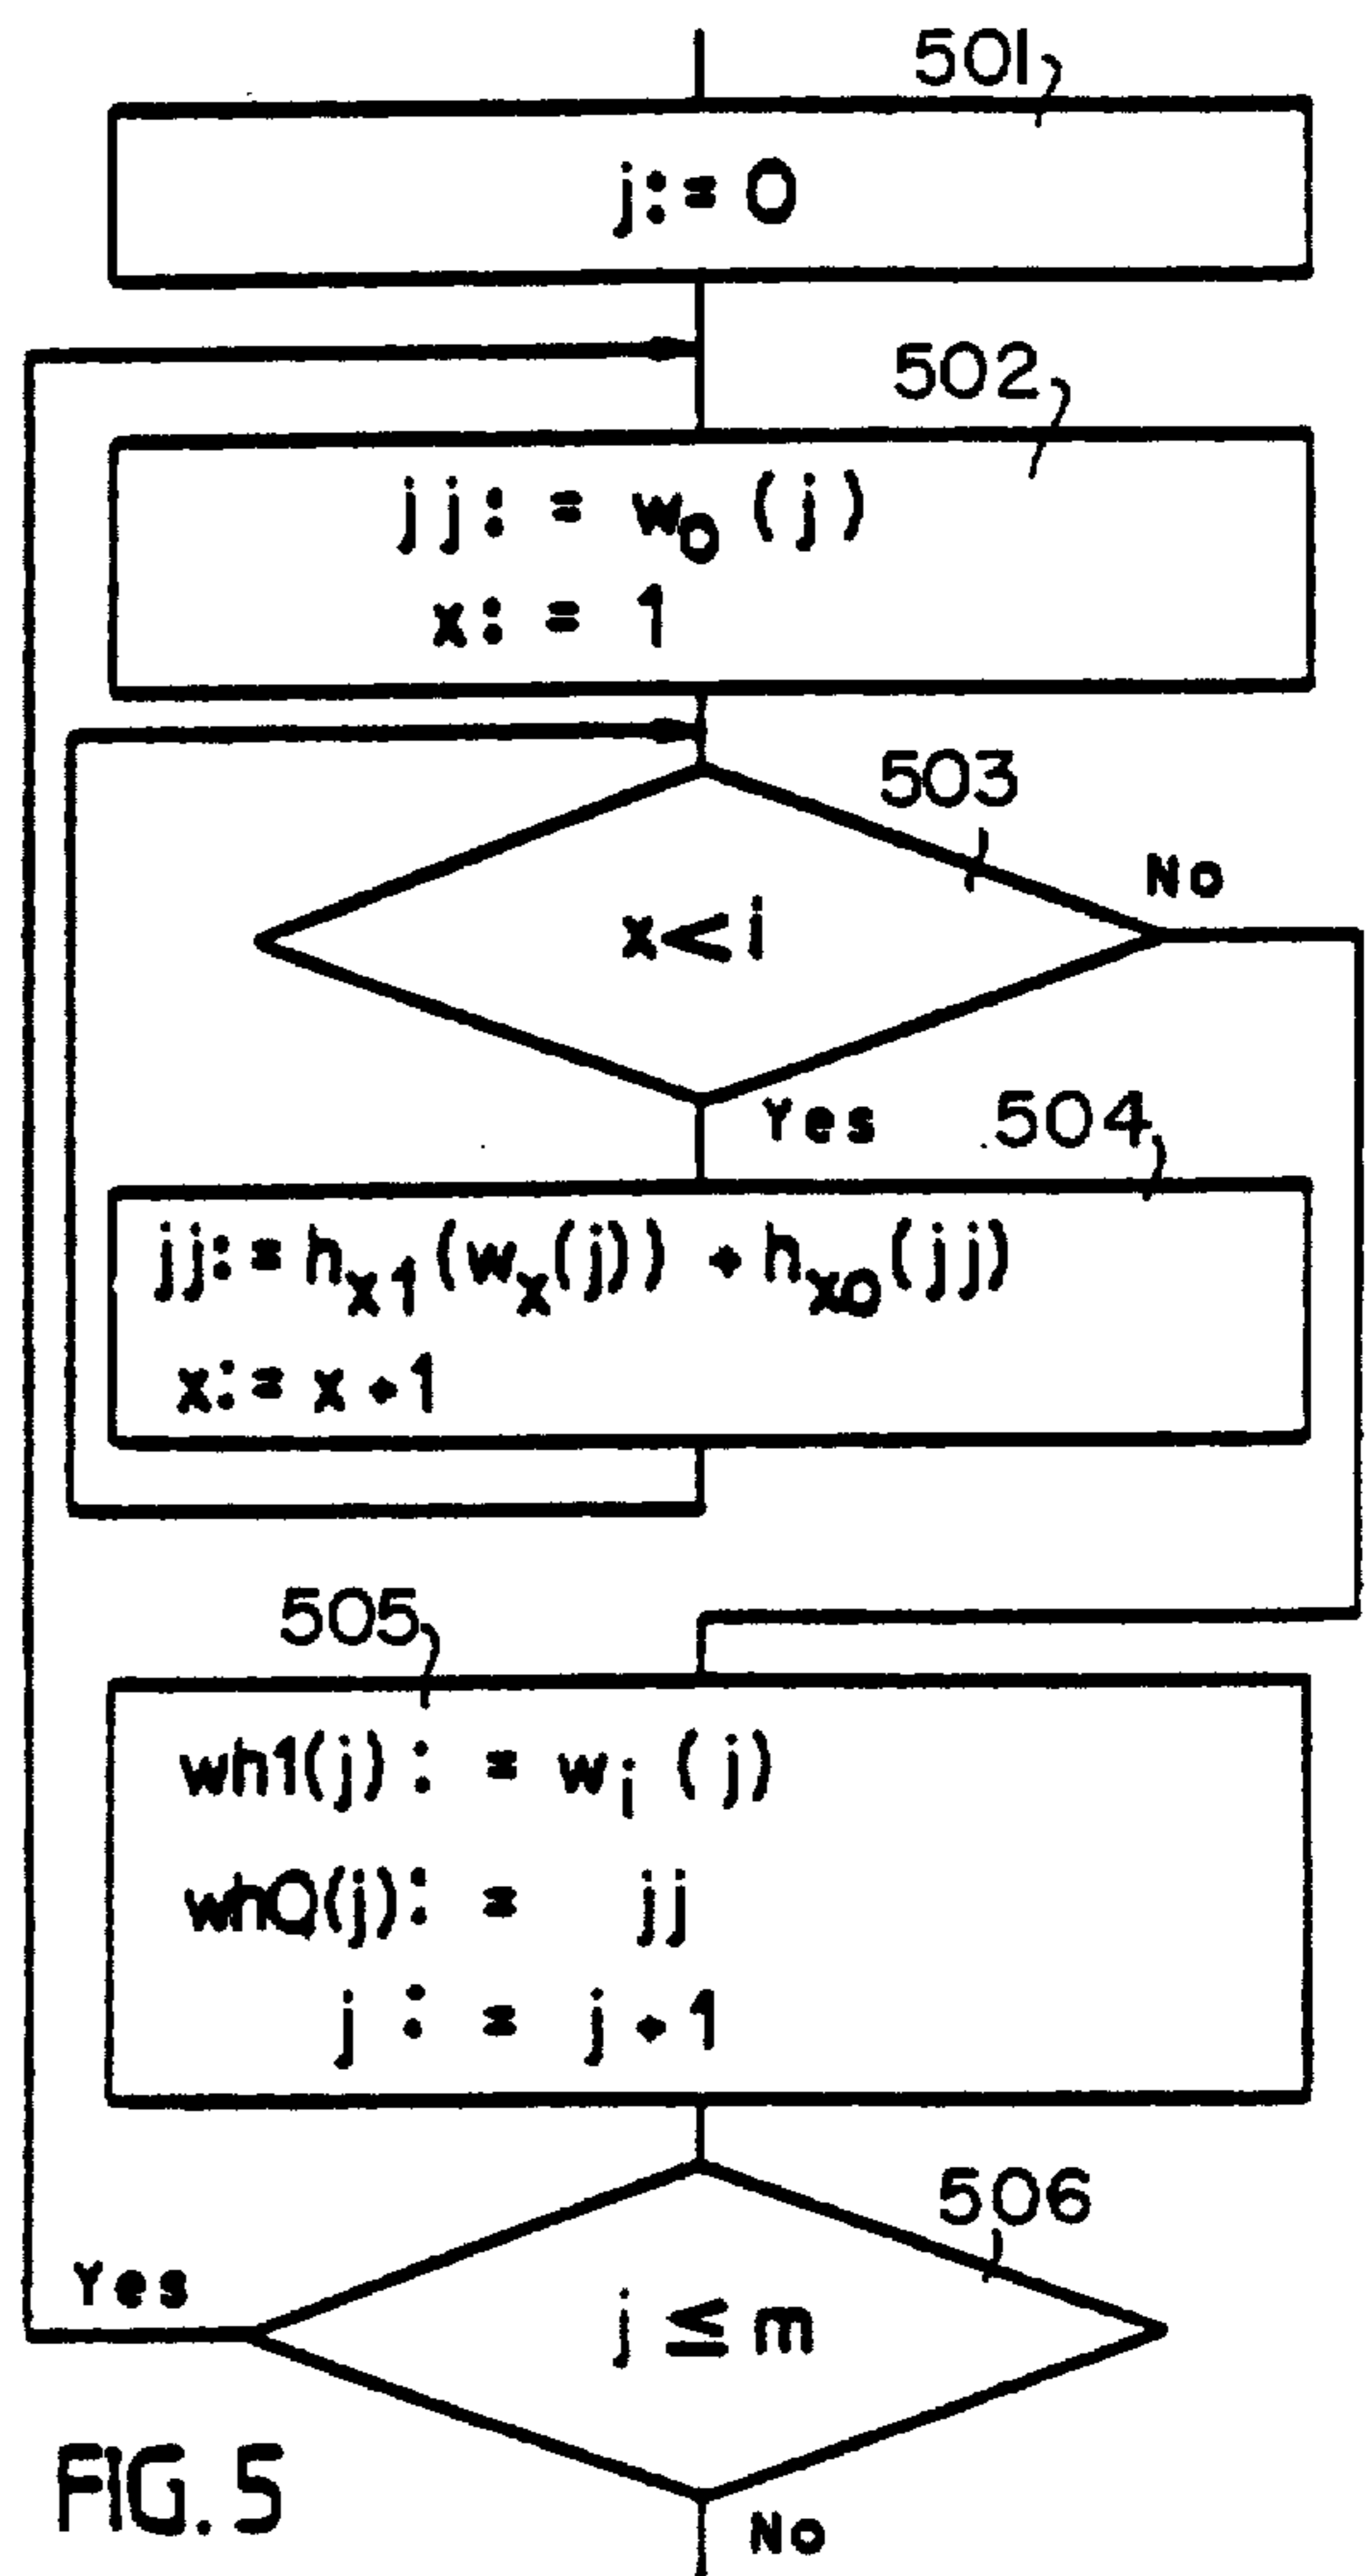 501
j:=0
502
jj: = w₀ (j)
x: = 1
503
No
x<i
Yes
504
jj:= hₓ₁(wₓ(j)) + hₓ₀(jj)
x:= x+1
505
wh1(j): = wᵢ (j)
wh0(j): = jj
j : = j+1
506
Yes
j ≤ m
FIG. 5
No